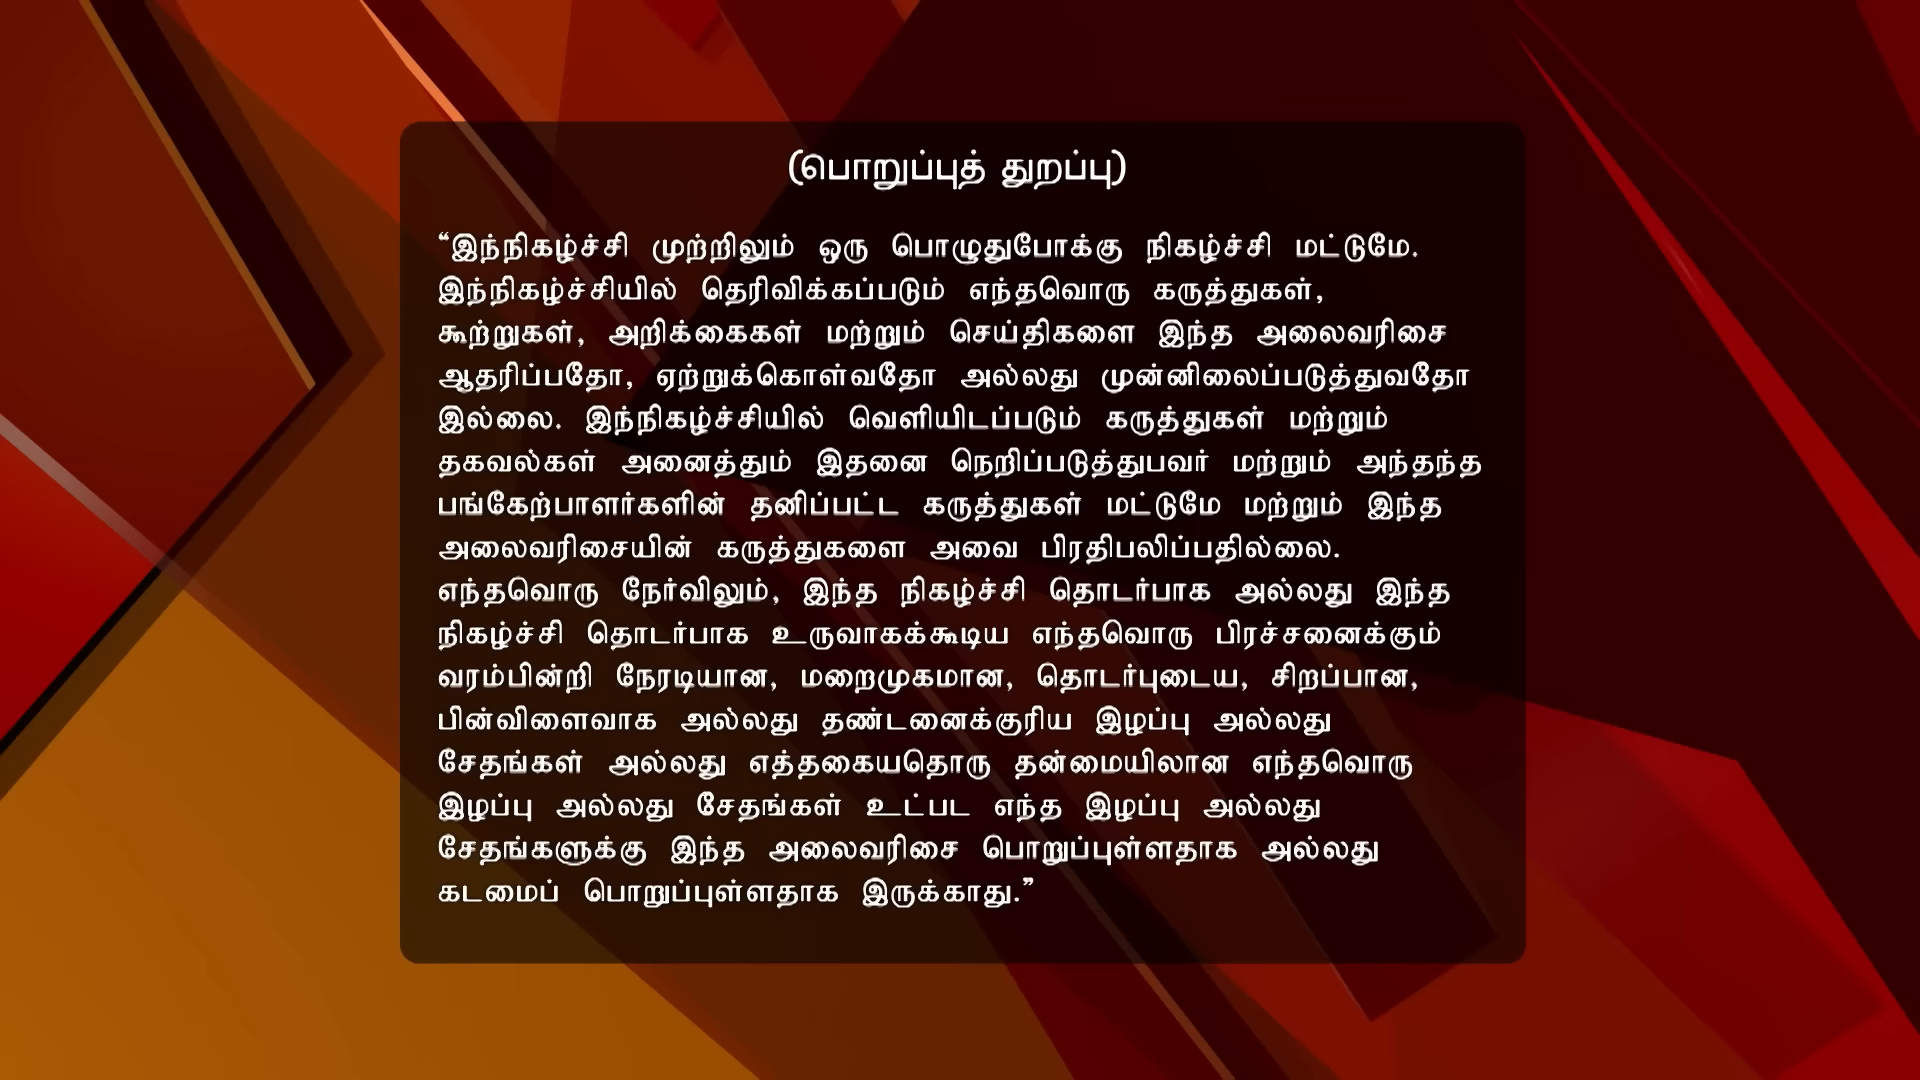 (பொறுப்புத் துறப்பு)
“இந்நிகழ்ச்சி முற்றிலும் ஒரு பொழுதுபோக்கு நிகழ்ச்சி மட்டுமே.
இந்நிகழ்ச்சியில் தெரிவிக்கப்படும் எந்தவொரு கருத்துகள்,
கூற்றுகள், அறிக்கைகள் மற்றும் செய்திகளை இந்த அலைவரிசை
ஆதரிப்பதோ, ஏற்றுக்கொள்வதோ அல்லது முன்னிலைப்படுத்துவதோ
இல்லை. இந்நிகழ்ச்சியில் வெளியிடப்படும் கருத்துகள் மற்றும்
தகவல்கள் அனைத்தும் இதனை நெறிப்படுத்துபவர் மற்றும் அந்தந்த
பங்கேற்பாளர்களின் தனிப்பட்ட கருத்துகள் மட்டுமே மற்றும் இந்த
அலைவரிசையின் கருத்துகளை அவை பிரதிபலிப்பதில்லை.
எந்தவொரு நேர்விலும், இந்த நிகழ்ச்சி தொடர்பாக அல்லது இந்த
நிகழ்ச்சி தொடர்பாக உருவாகக்கூடிய எந்தவொரு பிரச்சனைக்கும்
வரம்பின்றி நேரடியான, மறைமுகமான, தொடர்புடைய, சிறப்பான,
பின்விளைவாக அல்லது தண்டனைக்குரிய இழப்பு அல்லது
சேதங்கள் அல்லது எத்தகையதொரு தன்மையிலான எந்தவொரு
இழப்பு அல்லது சேதங்கள் உட்பட எந்த இழப்பு அல்லது
சேதங்களுக்கு இந்த அலைவரிசை பொறுப்புள்ளதாக அல்லது
கடமைப் பொறுப்புள்ளதாக இருக்காது.”